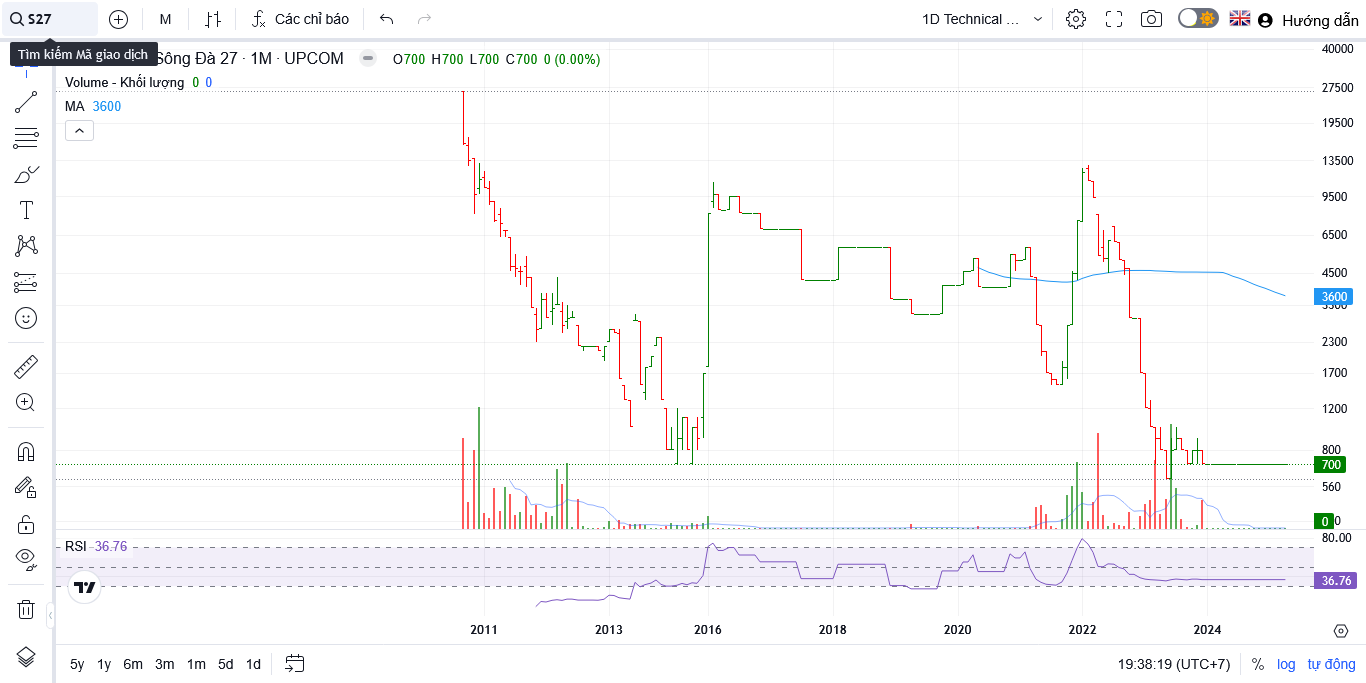 S27
M
Các chỉ báo
1D Technical ...
Hướng dẫn
Tìm kiếm Mã giao dịch
Sông Đà 27 · 1M · UPCOM
O700 H700 L700 C700 0 (0.00%)
Volume - Khối lượng 0 0
MA 3600
40000
27500
19500
13500
9500
6500
4500
3600
3500
2300
1700
1200
800
700
560
0
0
RSI 36.76
80.00
36.76
2011 2013 2016 2018 2020 2022 2024
5y 1y 6m 3m 1m 5d 1d
19:38:19 (UTC+7)
% log tự động